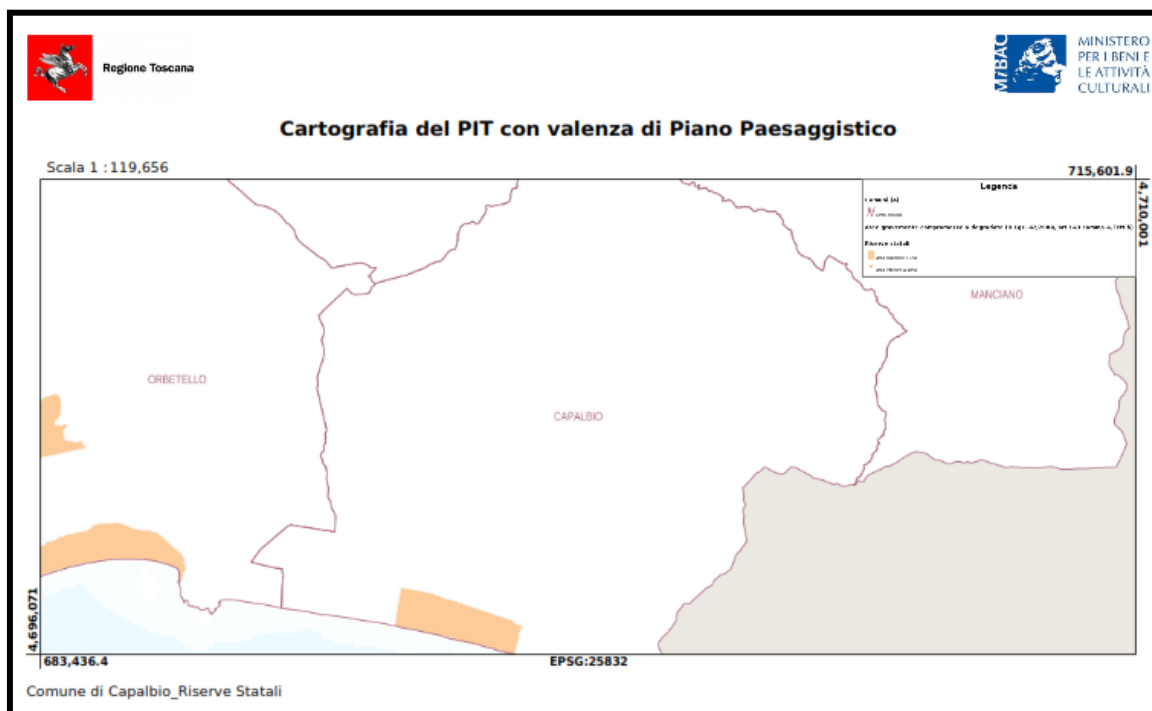 Regione Toscana
MiBAC
MINISTERO
PER I BENI E
LE ATTIVITÀ
CULTURALI
Cartografia del PIT con valenza di Piano Paesaggistico
Scala 1 : 119,656
715,601.9
4,710,001
Legenda
Riserve statali
MANCIANO
ORBETELLO
CAPALBIO
4,696,071
683,436.4
EPSG:25832
Comune di Capalbio_Riserve Statali